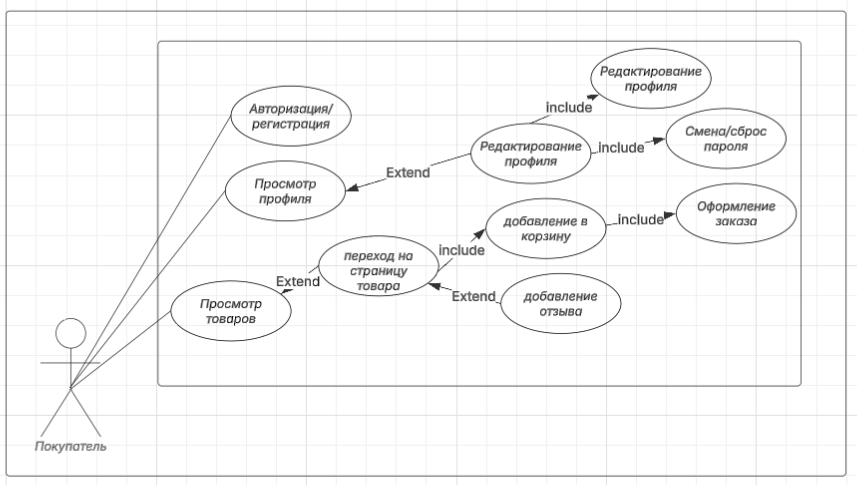 Редактирование
профиля
include
Авторизация/
регистрация
Редактирование
профиля
include
Смена/сброс
пароля
Extend
Просмотр
профиля
добавление в
корзину
include
Оформление
заказа
include
переход на
страницу
товара
Extend
Extend
добавление
отзыва
Просмотр
товаров
Покупатель